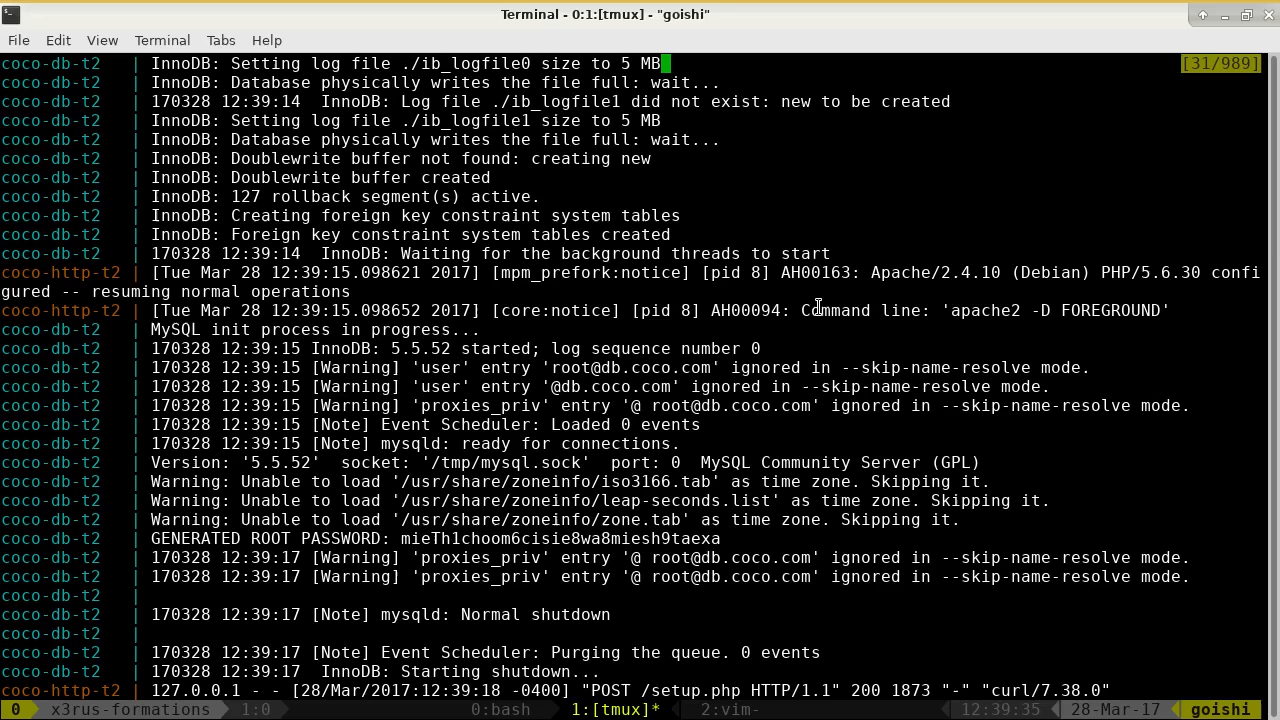 Terminal - 0:1:[tmux] - "goishi"
File Edit View Terminal Tabs Help
coco-db-t2 | InnoDB: Setting log file ./ib_logfile0 size to 5 MB [31/989]
coco-db-t2 | InnoDB: Database physically writes the file full: wait...
coco-db-t2 | 170328 12:39:14  InnoDB: Log file ./ib_logfile1 did not exist: new to be created
coco-db-t2 | InnoDB: Setting log file ./ib_logfile1 size to 5 MB
coco-db-t2 | InnoDB: Database physically writes the file full: wait...
coco-db-t2 | InnoDB: Doublewrite buffer not found: creating new
coco-db-t2 | InnoDB: Doublewrite buffer created
coco-db-t2 | InnoDB: 127 rollback segment(s) active.
coco-db-t2 | InnoDB: Creating foreign key constraint system tables
coco-db-t2 | InnoDB: Foreign key constraint system tables created
coco-db-t2 | 170328 12:39:14  InnoDB: Waiting for the background threads to start
coco-http-t2 | [Tue Mar 28 12:39:15.098621 2017] [mpm_prefork:notice] [pid 8] AH00163: Apache/2.4.10 (Debian) PHP/5.6.30 confi
gured -- resuming normal operations
coco-http-t2 | [Tue Mar 28 12:39:15.098652 2017] [core:notice] [pid 8] AH00094: Command line: 'apache2 -D FOREGROUND'
coco-db-t2 | MySQL init process in progress...
coco-db-t2 | 170328 12:39:15 InnoDB: 5.5.52 started; log sequence number 0
coco-db-t2 | 170328 12:39:15 [Warning] 'user' entry 'root@db.coco.com' ignored in --skip-name-resolve mode.
coco-db-t2 | 170328 12:39:15 [Warning] 'user' entry '@db.coco.com' ignored in --skip-name-resolve mode.
coco-db-t2 | 170328 12:39:15 [Warning] 'proxies_priv' entry '@ root@db.coco.com' ignored in --skip-name-resolve mode.
coco-db-t2 | 170328 12:39:15 [Note] Event Scheduler: Loaded 0 events
coco-db-t2 | 170328 12:39:15 [Note] mysqld: ready for connections.
coco-db-t2 | Version: '5.5.52'  socket: '/tmp/mysql.sock'  port: 0  MySQL Community Server (GPL)
coco-db-t2 | Warning: Unable to load '/usr/share/zoneinfo/iso3166.tab' as time zone. Skipping it.
coco-db-t2 | Warning: Unable to load '/usr/share/zoneinfo/leap-seconds.list' as time zone. Skipping it.
coco-db-t2 | Warning: Unable to load '/usr/share/zoneinfo/zone.tab' as time zone. Skipping it.
coco-db-t2 | GENERATED ROOT PASSWORD: mieTh1choom6cisie8wa8miesh9taexa
coco-db-t2 | 170328 12:39:17 [Warning] 'proxies_priv' entry '@ root@db.coco.com' ignored in --skip-name-resolve mode.
coco-db-t2 | 170328 12:39:17 [Warning] 'proxies_priv' entry '@ root@db.coco.com' ignored in --skip-name-resolve mode.
coco-db-t2 |
coco-db-t2 | 170328 12:39:17 [Note] mysqld: Normal shutdown
coco-db-t2 |
coco-db-t2 | 170328 12:39:17 [Note] Event Scheduler: Purging the queue. 0 events
coco-db-t2 | 170328 12:39:17  InnoDB: Starting shutdown...
coco-http-t2 | 127.0.0.1 - - [28/Mar/2017:12:39:18 -0400] "POST /setup.php HTTP/1.1" 200 1873 "-" "curl/7.38.0"
0 x3rus-formations 1:0 0:bash 1:[tmux]* 2:vim- 12:39:35 28-Mar-17 goishi